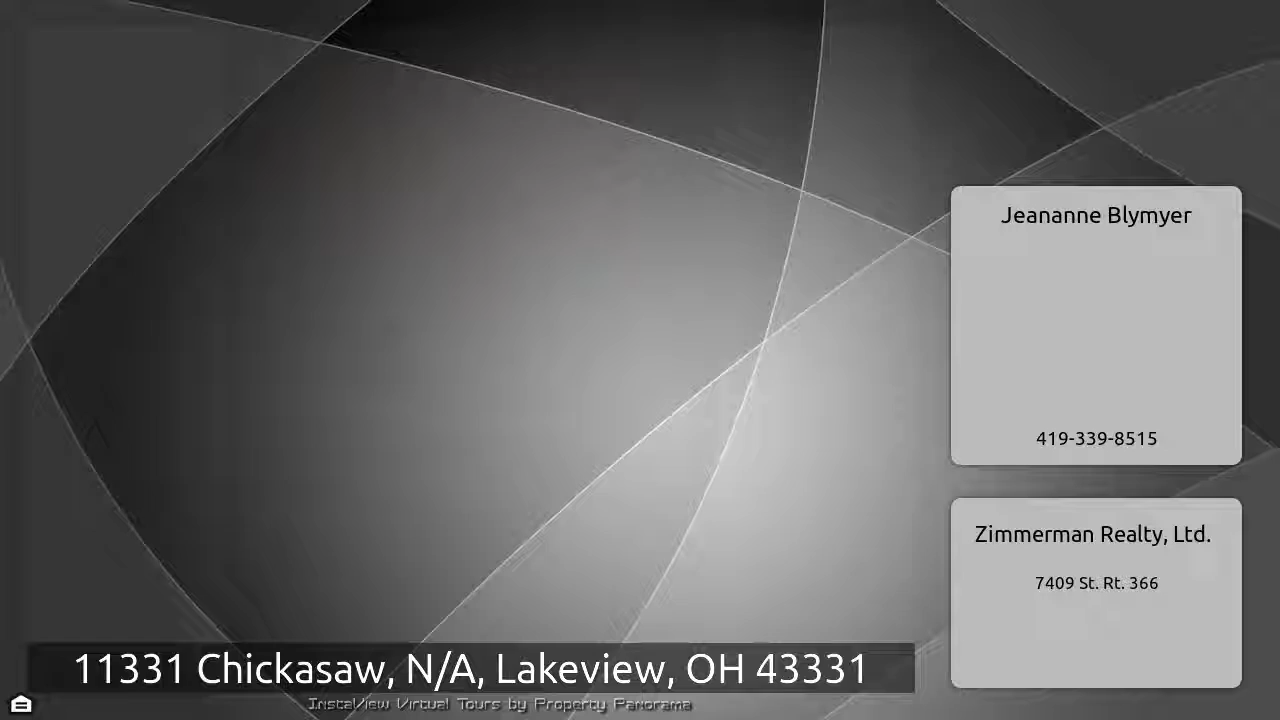 Jeananne Blymyer
419-339-8515
Zimmerman Realty, Ltd.
7409 St. Rt. 366
11331 Chickasaw, N/A, Lakeview, OH 43331
InstaView Virtual Tours by Property Panorama